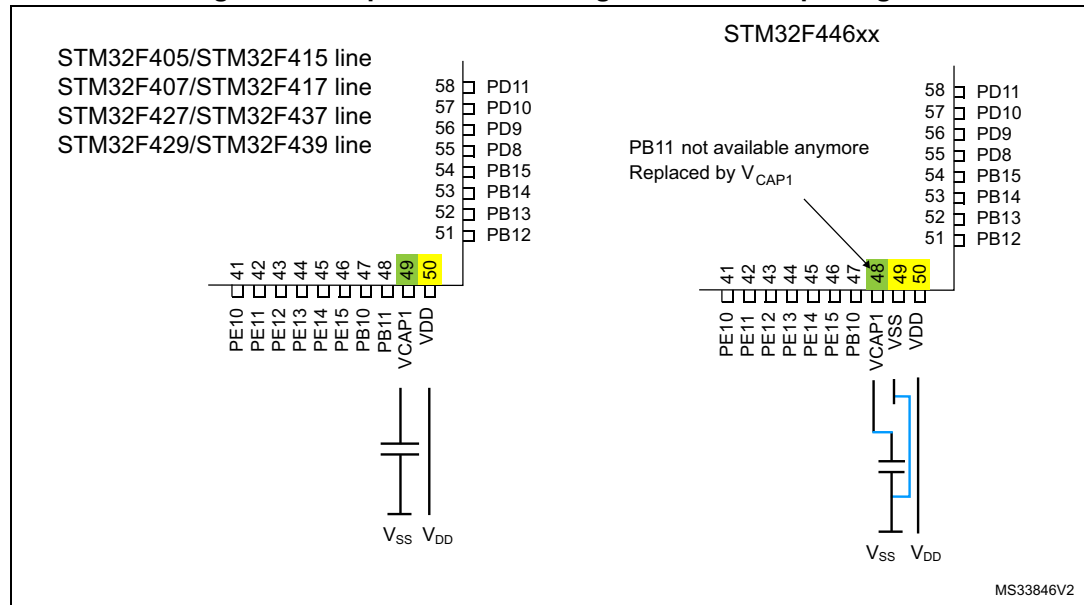 STM32F405/STM32F415 line
STM32F407/STM32F417 line
STM32F427/STM32F437 line
STM32F429/STM32F439 line
58 PD11
57 PD10
56 PD9
55 PD8
54 PB15
53 PB14
52 PB13
51 PB12
41 42 43 44 45 46 47 48 49 50
PE10 PE11 PE12 PE13 PE14 PE15 PB10 PB11 VCAP1 VDD
VSS VDD
STM32F446xx
PB11 not available anymore
Replaced by VCAP1
58 PD11
57 PD10
56 PD9
55 PD8
54 PB15
53 PB14
52 PB13
51 PB12
41 42 43 44 45 46 47 48 49 50
PE10 PE11 PE12 PE13 PE14 PE15 PB10 VCAP1 VSS VDD
VSS VDD
MS33846V2